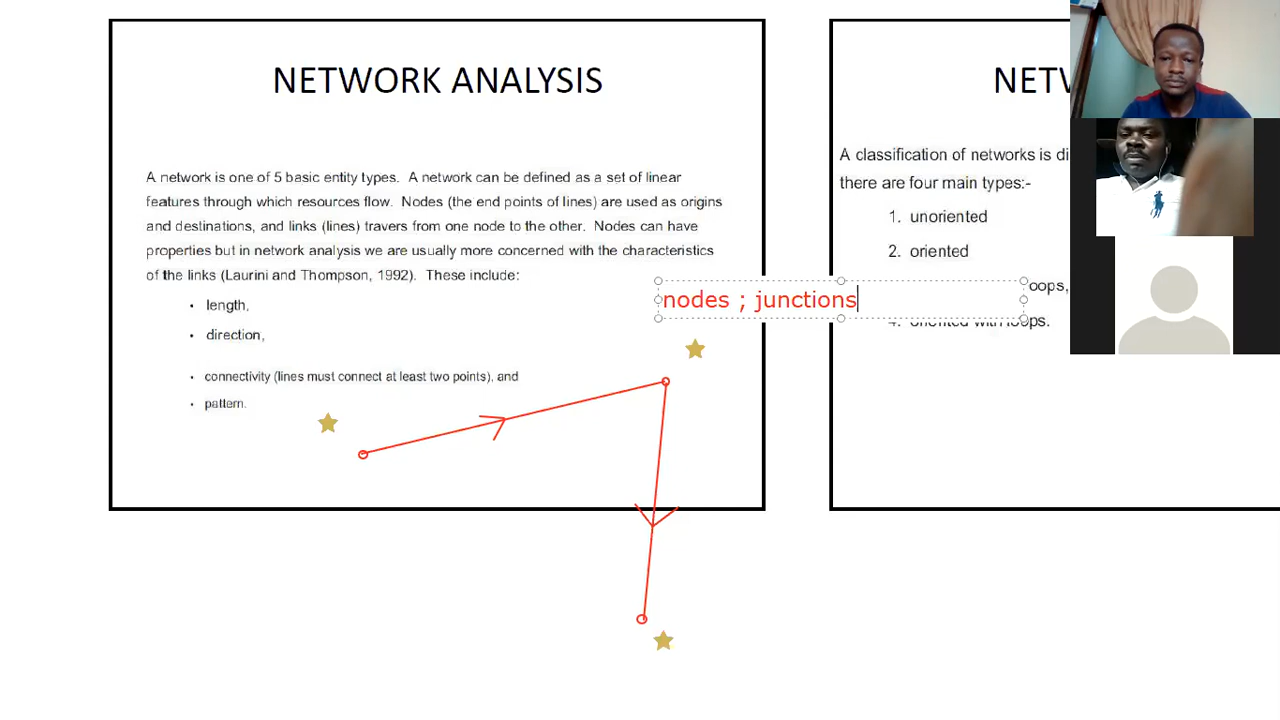 NETWORK ANALYSIS
A network is one of 5 basic entity types. A network can be defined as a set of linear
features through which resources flow. Nodes (the end points of lines) are used as origins
and destinations, and links (lines) travers from one node to the other. Nodes can have
properties but in network analysis we are usually more concerned with the characteristics
of the links (Laurini and Thompson, 1992). These include:
• length,
• direction,
• connectivity (lines must connect at least two points), and
• pattern.
nodes ; junctions
A classification of networks is di
there are four main types:-
1. unoriented
2. oriented
oops,
4. oriented with loops.